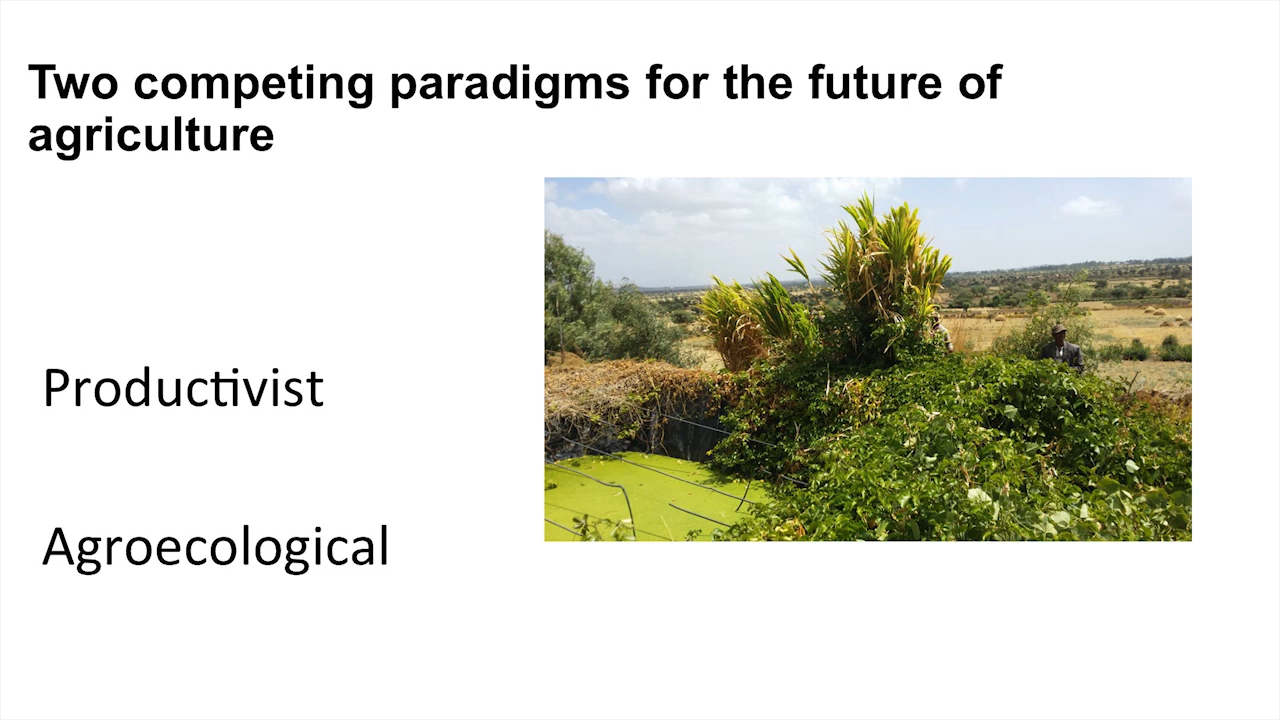 Two competing paradigms for the future of
agriculture
Productivist
Agroecological